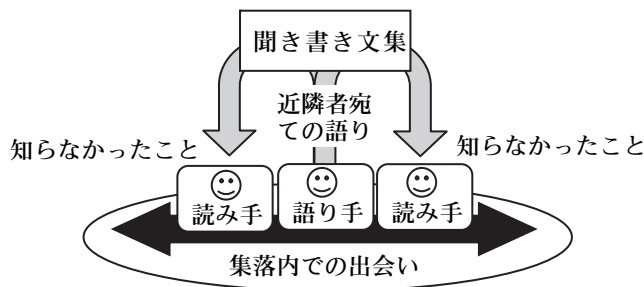 聞き書き文集
近隣者宛
ての語り
知らなかったこと
知らなかったこと
読み手
語り手
読み手
集落内での出会い